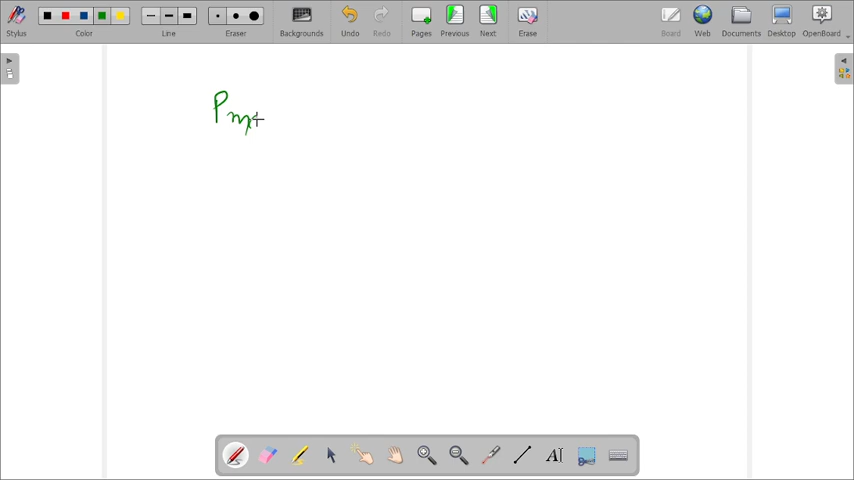 Stylus
Color
Line
Eraser
Backgrounds
Undo
Redo
Pages
Previous
Next
Erase
Board
Web
Documents
Desktop
OpenBoard